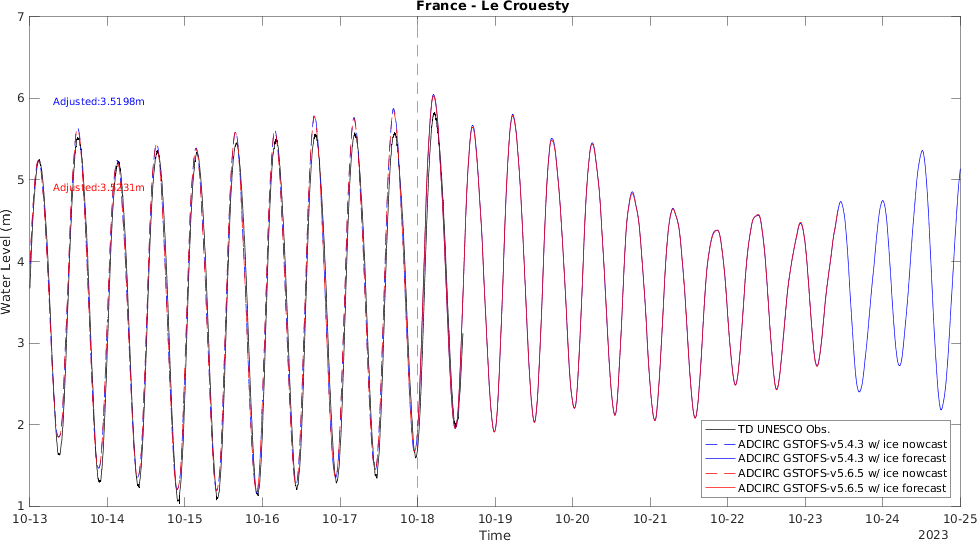 France - Le Crouesty
7
6
5
4
3
2
1
Water Level (m)
Adjusted:3.5198m
Adjusted:3.5231m
TD UNESCO Obs.
ADCIRC GSTOFS-v5.4.3 w/ ice nowcast
ADCIRC GSTOFS-v5.4.3 w/ ice forecast
ADCIRC GSTOFS-v5.6.5 w/ ice nowcast
ADCIRC GSTOFS-v5.6.5 w/ ice forecast
10-13 10-14 10-15 10-16 10-17 10-18 10-19 10-20 10-21 10-22 10-23 10-24 10-25
Time
2023